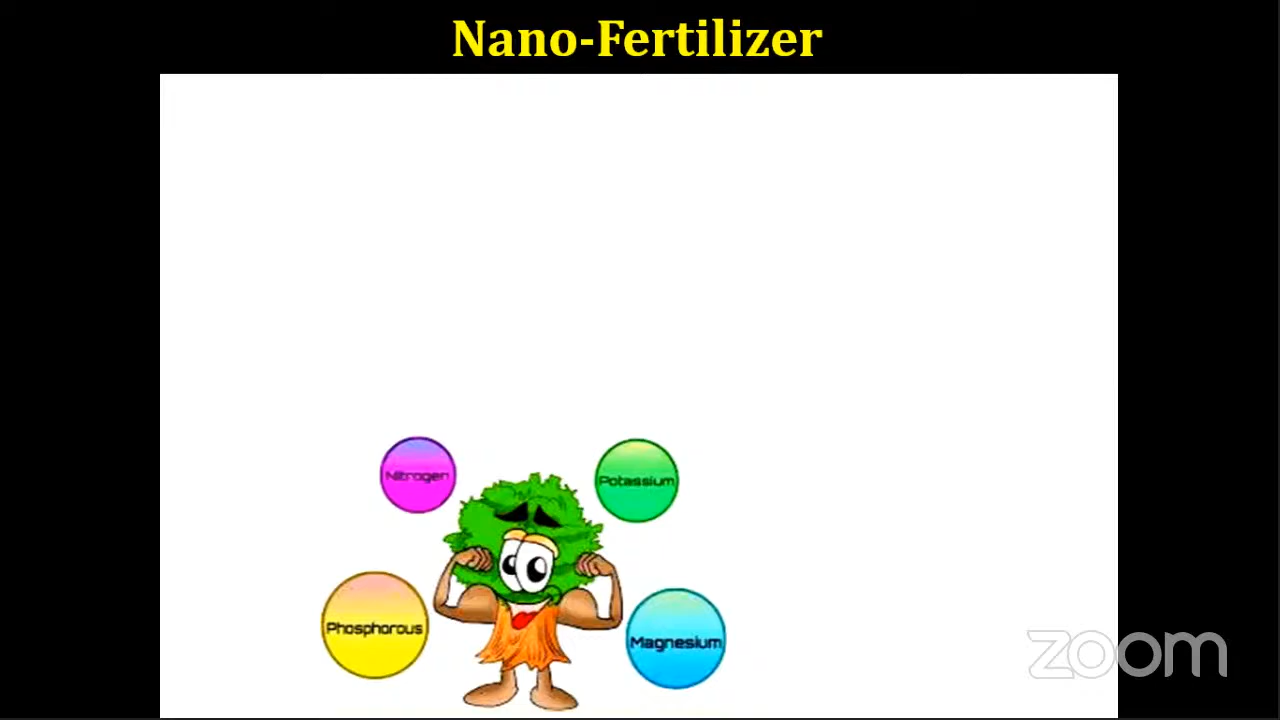 Nano-Fertilizer
Nitrogen
Potassium
Phosphorous
Magnesium
zoom